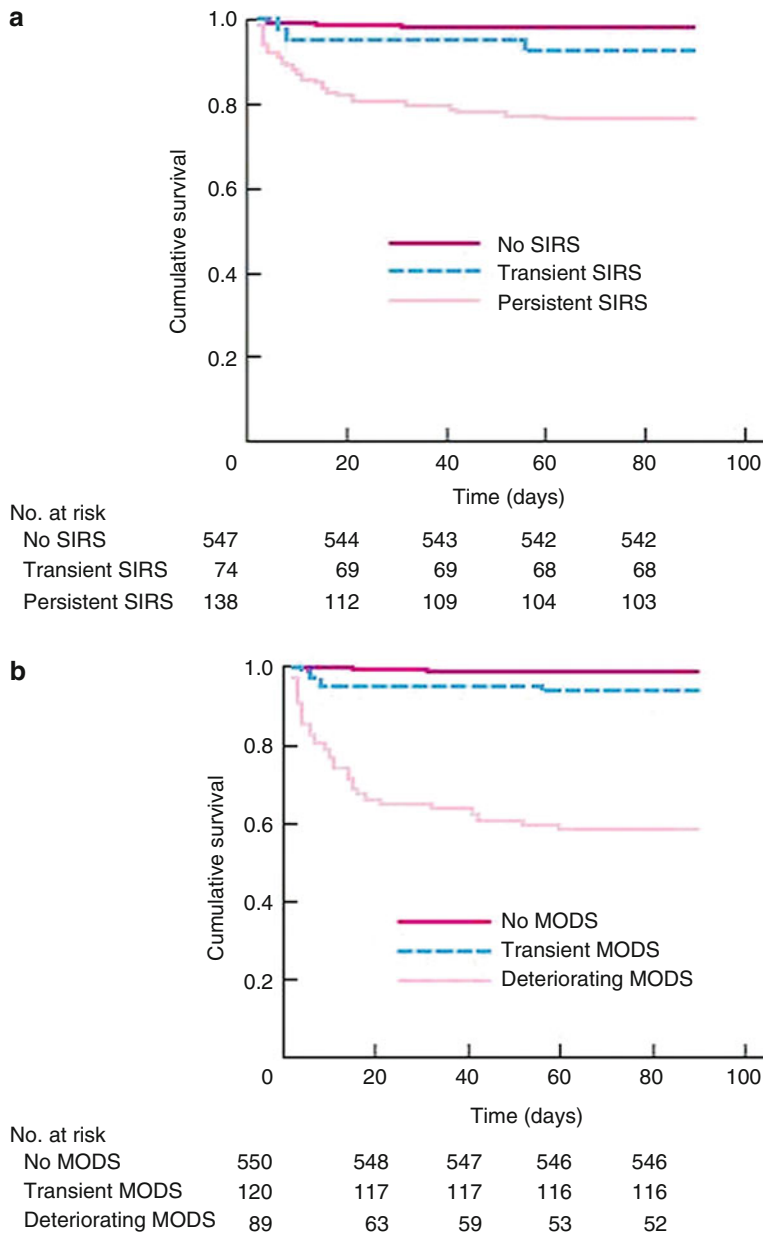 a
1.0
0.8
0.6
0.4
0.2
Cumulative survival
No SIRS
Transient SIRS
Persistent SIRS
0 20 40 60 80 100
Time (days)
No. at risk
No SIRS 547 544 543 542 542
Transient SIRS 74 69 69 68 68
Persistent SIRS 138 112 109 104 103
b
1.0
0.8
0.6
0.4
0.2
Cumulative survival
No MODS
Transient MODS
Deteriorating MODS
0 20 40 60 80 100
Time (days)
No. at risk
No MODS 550 548 547 546 546
Transient MODS 120 117 117 116 116
Deteriorating MODS 89 63 59 53 52